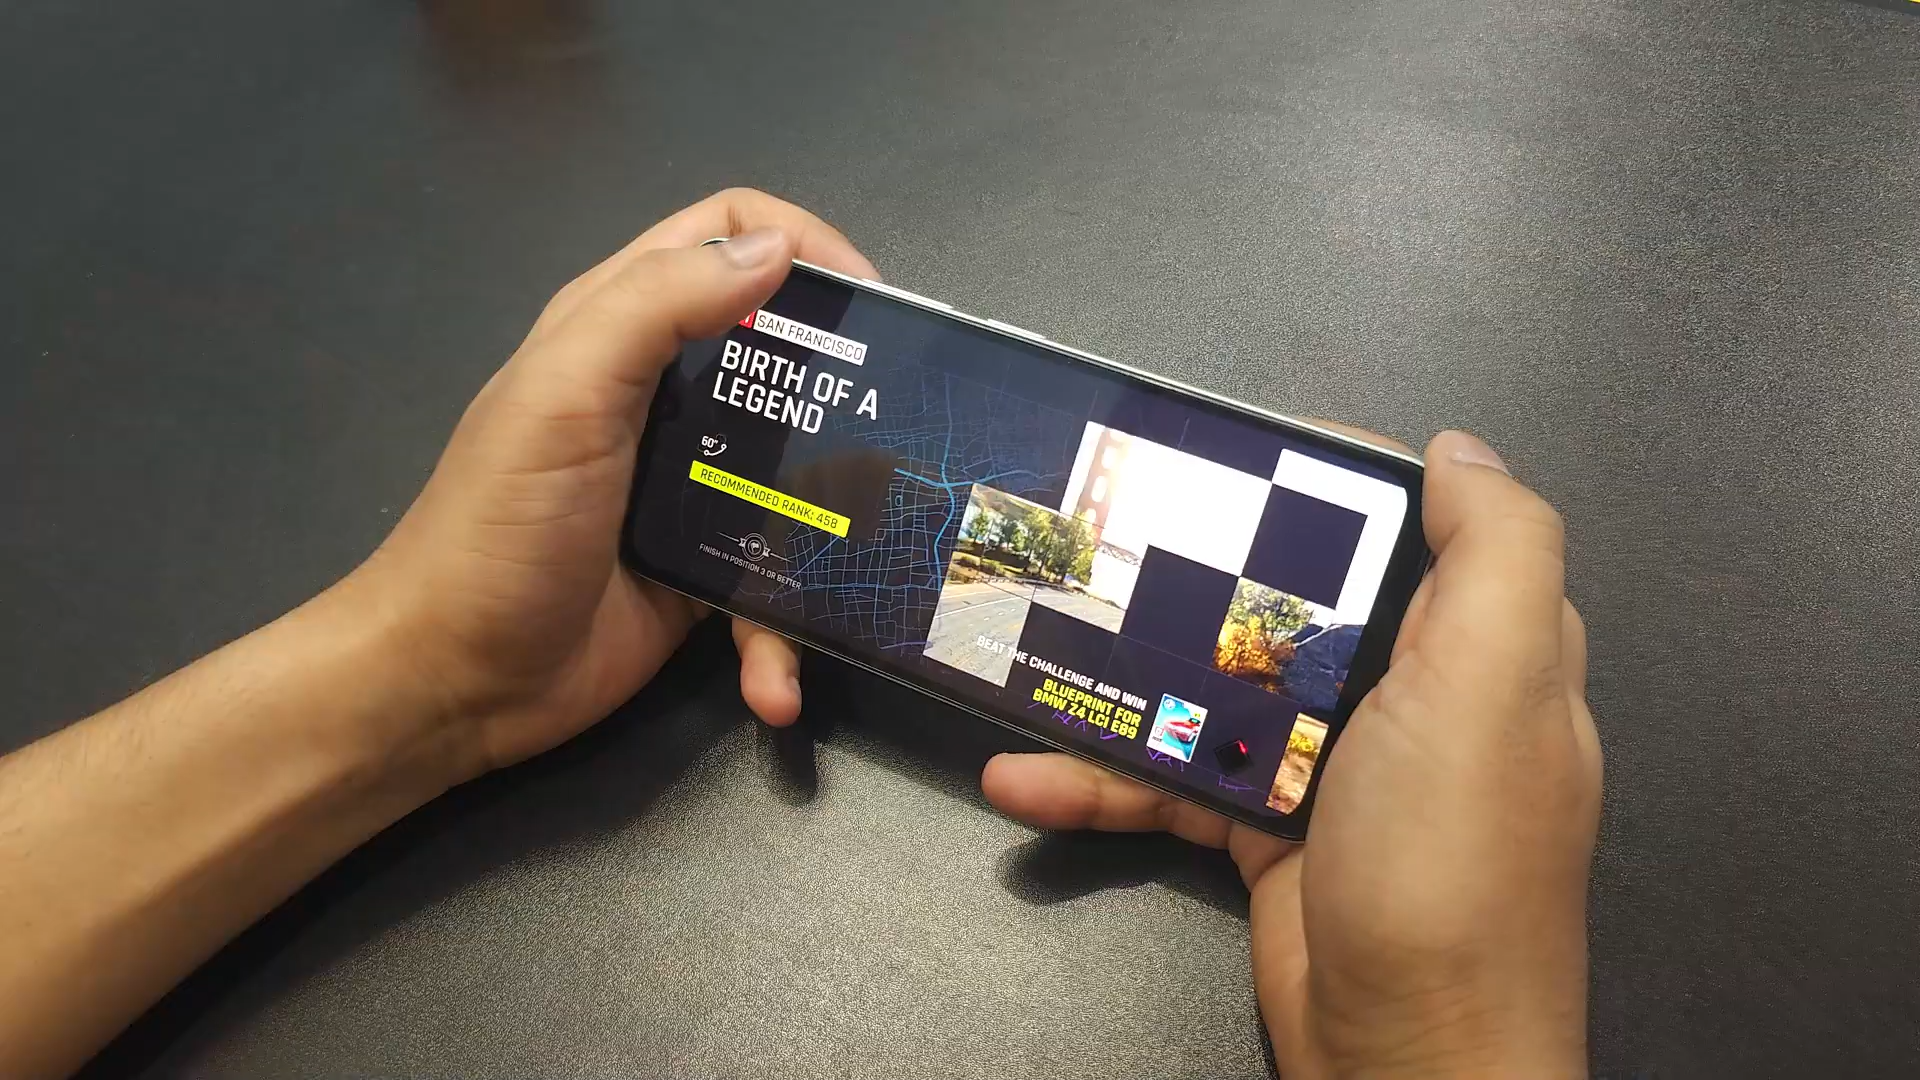 SAN FRANCISCO
BIRTH OF A
LEGEND
60"
RECOMMENDED RANK: 458
FINISH IN POSITION 3 OR BETTER
BEAT THE CHALLENGE AND WIN
BLUEPRINT FOR
BMW Z4 LCI E89